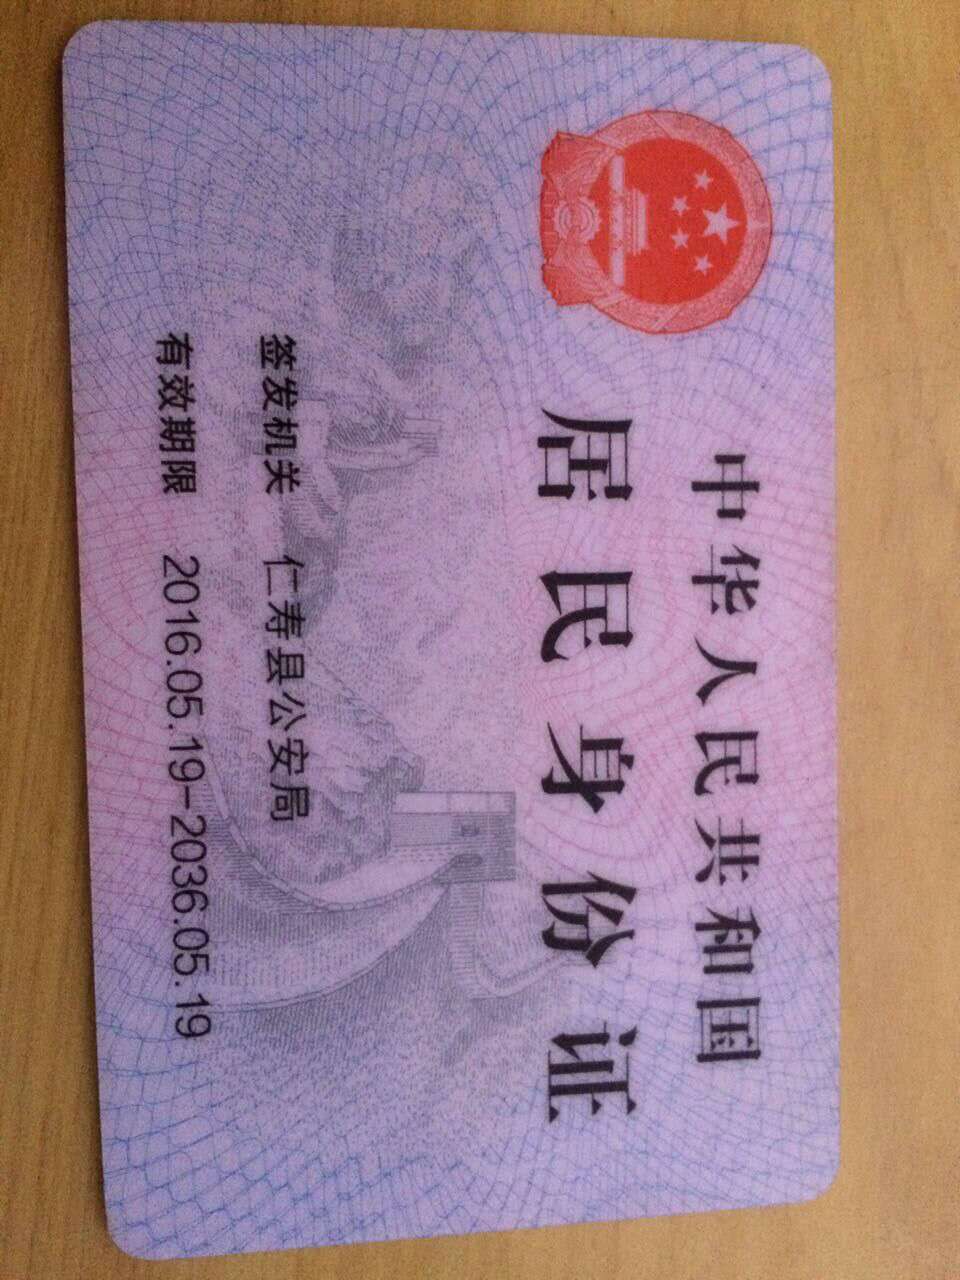 中华人民共和国
居民身份证
签发机关 仁寿县公安局
有效期限 2016.05.19-2036.05.19